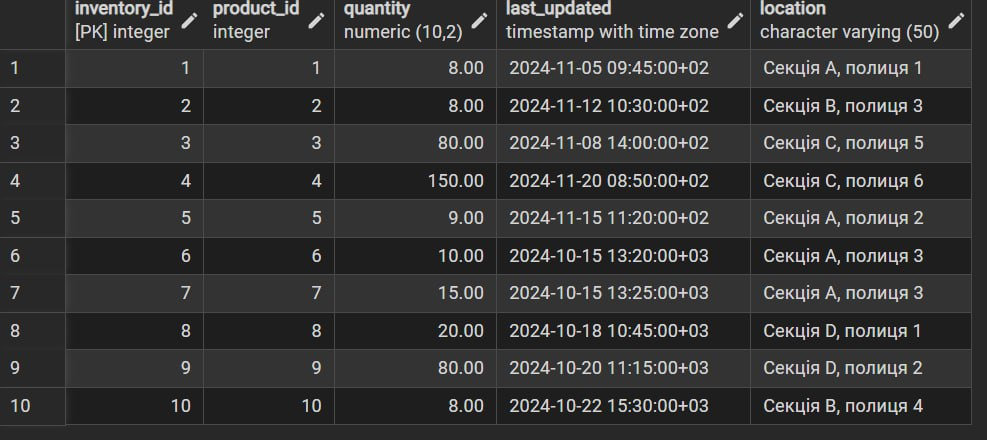 inventory_id product_id quantity last_updated location
[PK] integer integer numeric (10,2) timestamp with time zone character varying (50)
1 1 1 8.00 2024-11-05 09:45:00+02 Секція A, полиця 1
2 2 2 8.00 2024-11-12 10:30:00+02 Секція B, полиця 3
3 3 3 80.00 2024-11-08 14:00:00+02 Секція C, полиця 5
4 4 4 150.00 2024-11-20 08:50:00+02 Секція C, полиця 6
5 5 5 9.00 2024-11-15 11:20:00+02 Секція A, полиця 2
6 6 6 10.00 2024-10-15 13:20:00+03 Секція A, полиця 3
7 7 7 15.00 2024-10-15 13:25:00+03 Секція A, полиця 3
8 8 8 20.00 2024-10-18 10:45:00+03 Секція D, полиця 1
9 9 9 80.00 2024-10-20 11:15:00+03 Секція D, полиця 2
10 10 10 8.00 2024-10-22 15:30:00+03 Секція B, полиця 4